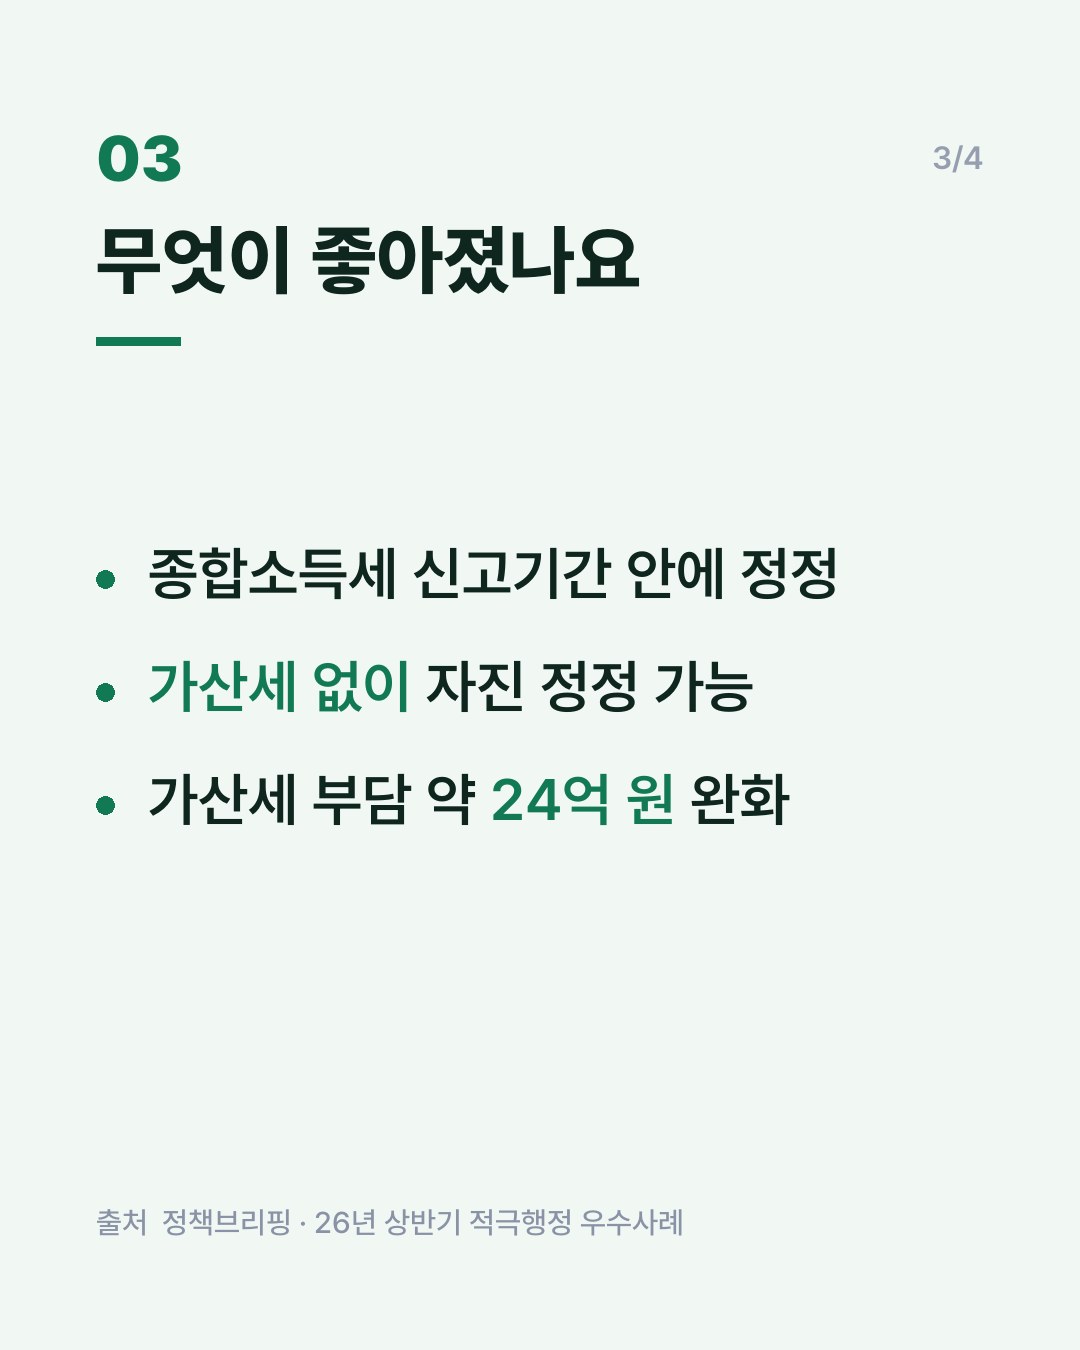 03
3/4
무엇이 좋아졌나요
• 종합소득세 신고기간 안에 정정
• 가산세 없이 자진 정정 가능
• 가산세 부담 약 24억 원 완화
출처 정책브리핑 · 26년 상반기 적극행정 우수사례